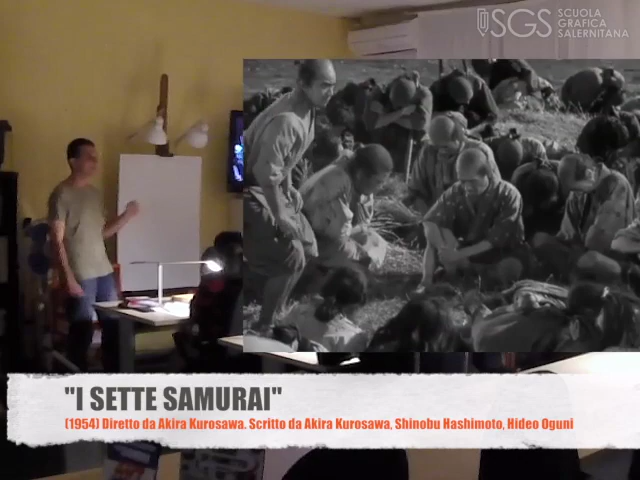 SGS SCUOLA
GRAFICA
SALERNITANA
"I SETTE SAMURAI"
(1954) Diretto da Akira Kurosawa. Scritto da Akira Kurosawa, Shinobu Hashimoto, Hideo Oguni